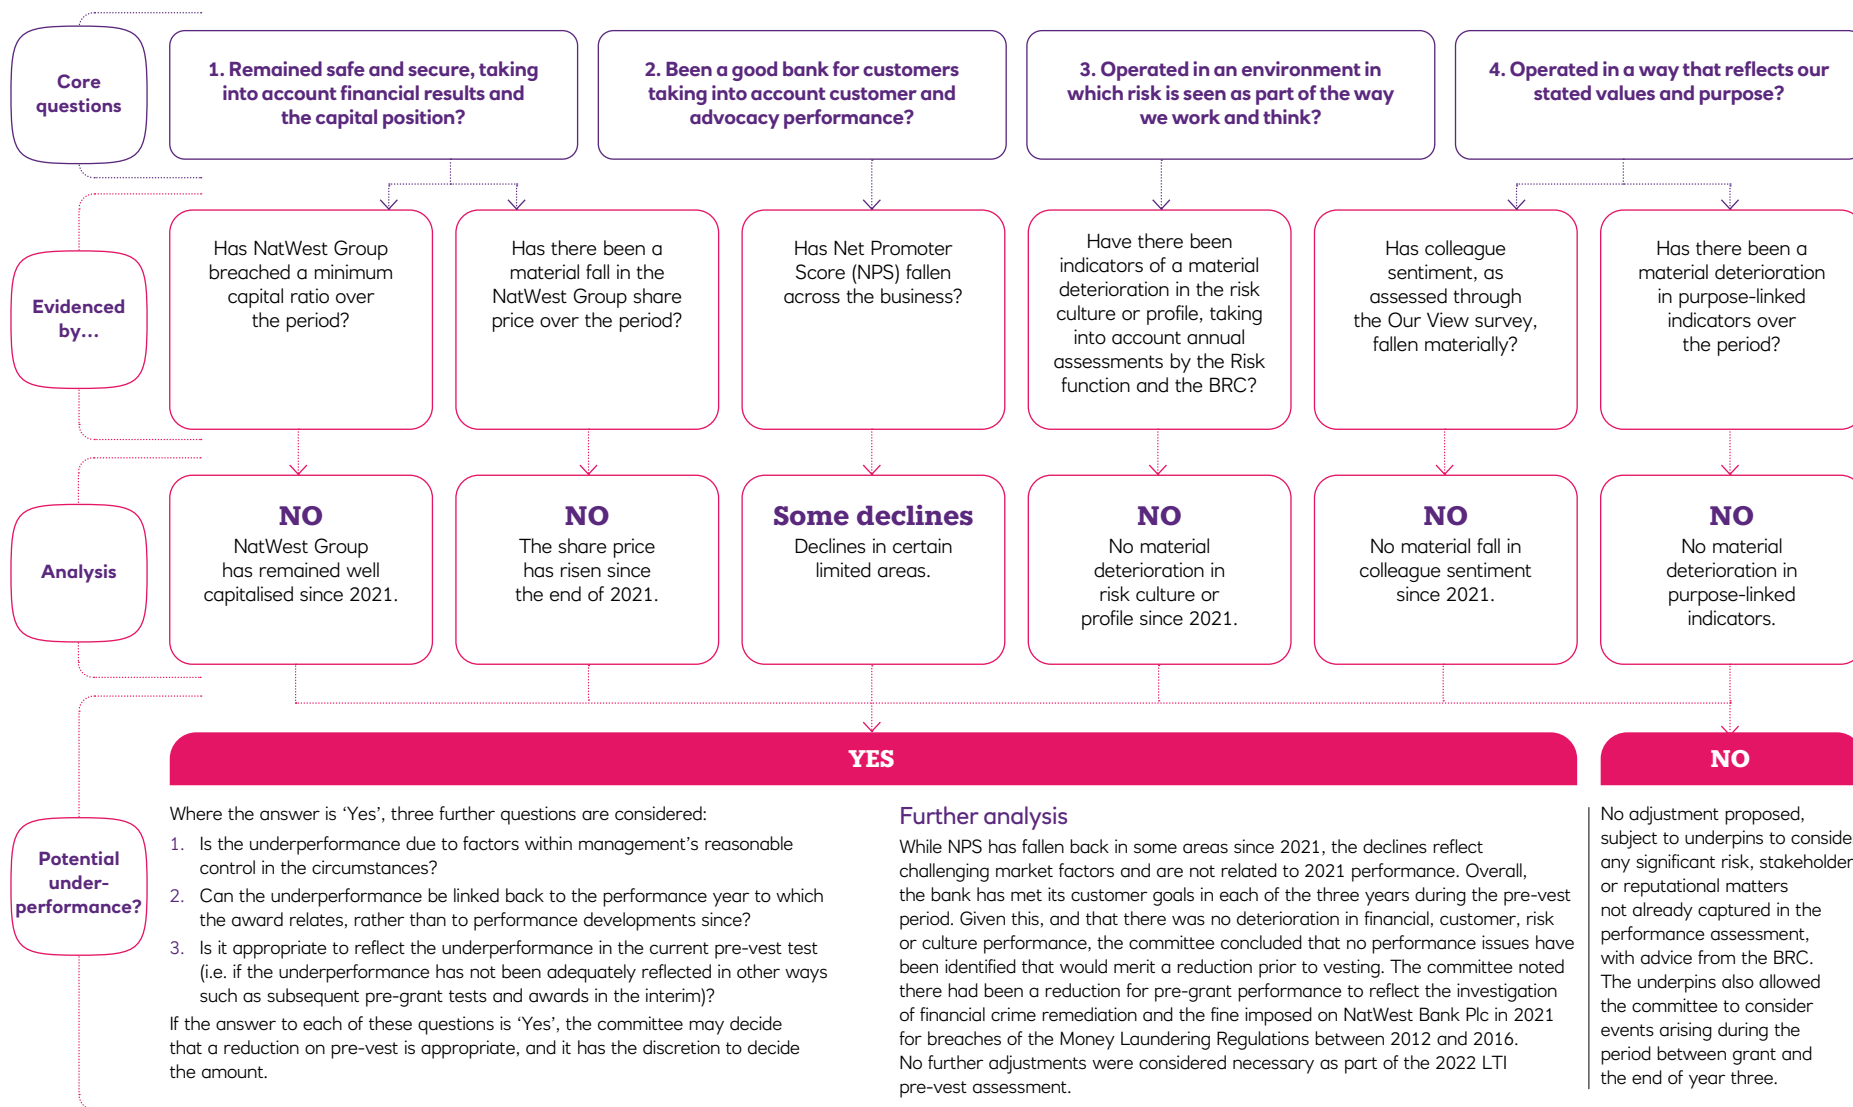 Core
questions
1. Remained safe and secure, taking
into account financial results and
the capital position?
2. Been a good bank for customers
taking into account customer and
advocacy performance?
3. Operated in an environment in
which risk is seen as part of the way
we work and think?
4. Operated in a way that reflects our
stated values and purpose?
Evidenced
by...
Has NatWest Group
breached a minimum
capital ratio over
the period?
Has there been a
material fall in the
NatWest Group share
price over the period?
Has Net Promoter
Score (NPS) fallen
across the business?
Have there been
indicators of a material
deterioration in the risk
culture or profile, taking
into account annual
assessments by the Risk
function and the BRC?
Has colleague
sentiment, as
assessed through
the Our View survey,
fallen materially?
Has there been a
material deterioration
in purpose-linked
indicators over
the period?
Analysis
NO
NatWest Group
has remained well
capitalised since 2021.
NO
The share price
has risen since
the end of 2021.
Some declines
Declines in certain
limited areas.
NO
No material
deterioration in
risk culture or
profile since 2021.
NO
No material fall in
colleague sentiment
since 2021.
NO
No material
deterioration in
purpose-linked
indicators.
YES
NO
Potential
under-
performance?
Where the answer is ‘Yes’, three further questions are considered:
1. Is the underperformance due to factors within management’s reasonable
control in the circumstances?
2. Can the underperformance be linked back to the performance year to which
the award relates, rather than to performance developments since?
3. Is it appropriate to reflect the underperformance in the current pre-vest test
(i.e. if the underperformance has not been adequately reflected in other ways
such as subsequent pre-grant tests and awards in the interim)?
If the answer to each of these questions is ‘Yes’, the committee may decide
that a reduction on pre-vest is appropriate, and it has the discretion to decide
the amount.
Further analysis
While NPS has fallen back in some areas since 2021, the declines reflect
challenging market factors and are not related to 2021 performance. Overall,
the bank has met its customer goals in each of the three years during the pre-vest
period. Given this, and that there was no deterioration in financial, customer, risk
or culture performance, the committee concluded that no performance issues have
been identified that would merit a reduction prior to vesting. The committee noted
there had been a reduction for pre-grant performance to reflect the investigation
of financial crime remediation and the fine imposed on NatWest Bank Plc in 2021
for breaches of the Money Laundering Regulations between 2012 and 2016.
No further adjustments were considered necessary as part of the 2022 LTI
pre-vest assessment.
No adjustment proposed,
subject to underpins to conside
any significant risk, stakeholder
or reputational matters
not already captured in the
performance assessment,
with advice from the BRC.
The underpins also allowed
the committee to consider
events arising during the
period between grant and
the end of year three.